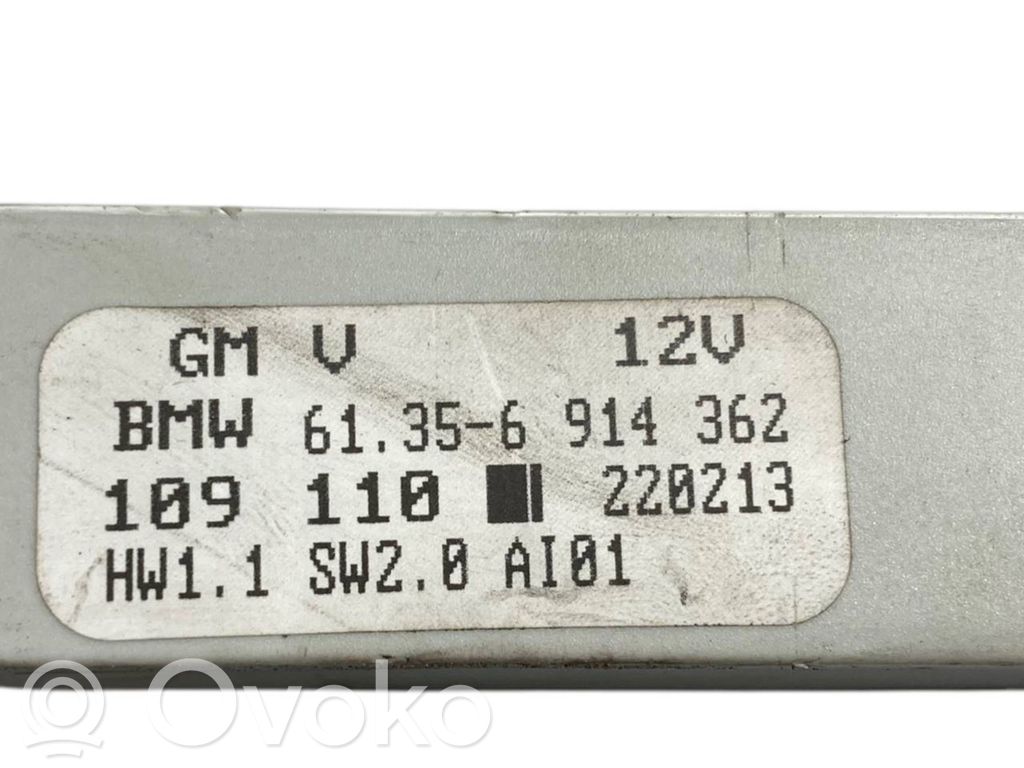 GM V 12V
BMW 61.35-6 914 362
109 110 220213
HW1.1 SW2.0 AI01
Ovoko